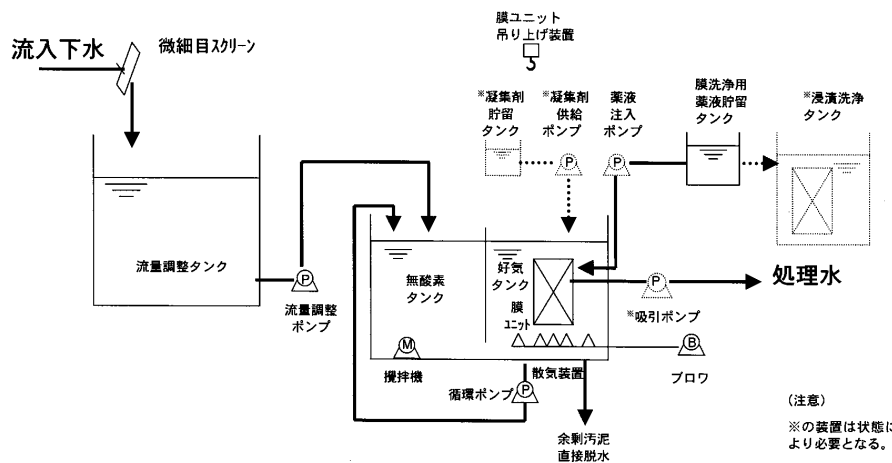 膜ユニット
吊り上げ装置
流入下水
微細目スクリーン
※凝集剤
貯留
タンク
※凝集剤
供給
ポンプ
薬液
注入
ポンプ
膜洗浄用
薬液貯留
タンク
※浸漬洗浄
タンク
P
P
流量調整タンク
P
流量調整
ポンプ
無酸素
タンク
好気
タンク
膜
ユニット
P
処理水
※吸引ポンプ
M
攪拌機
B
ブロワ
散気装置
循環ポンプ
P
余剰汚泥
直接脱水
(注意)
※の装置は状態に
より必要となる。